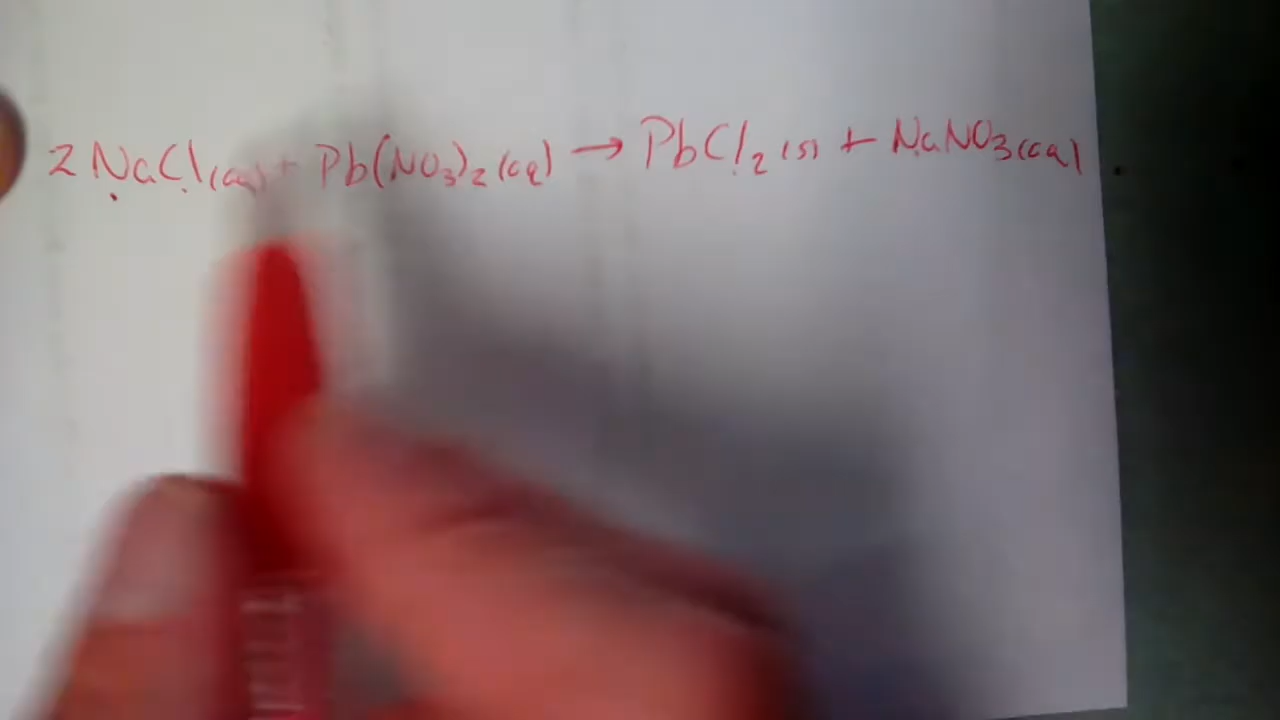 2 NaCl(aq) + Pb(NO3)2(aq) → PbCl2(s) + NaNO3(aq)